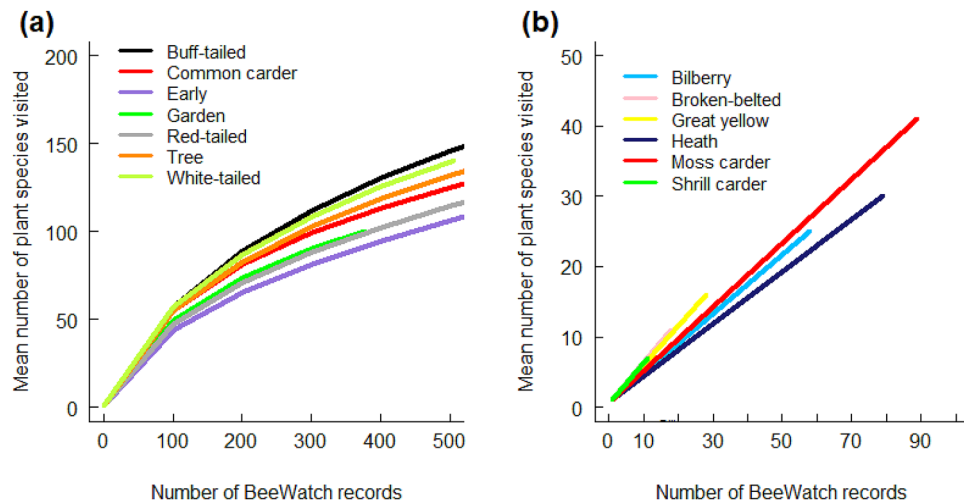 (a)
Mean number of plant species visited
200
150
100
50
0
Buff-tailed
Common carder
Early
Garden
Red-tailed
Tree
White-tailed
0 100 200 300 400 500
Number of BeeWatch records
(b)
Mean number of plant species visited
50
40
30
20
10
0
Bilberry
Broken-belted
Great yellow
Heath
Moss carder
Shrill carder
0 10 30 50 70 90
Number of BeeWatch records